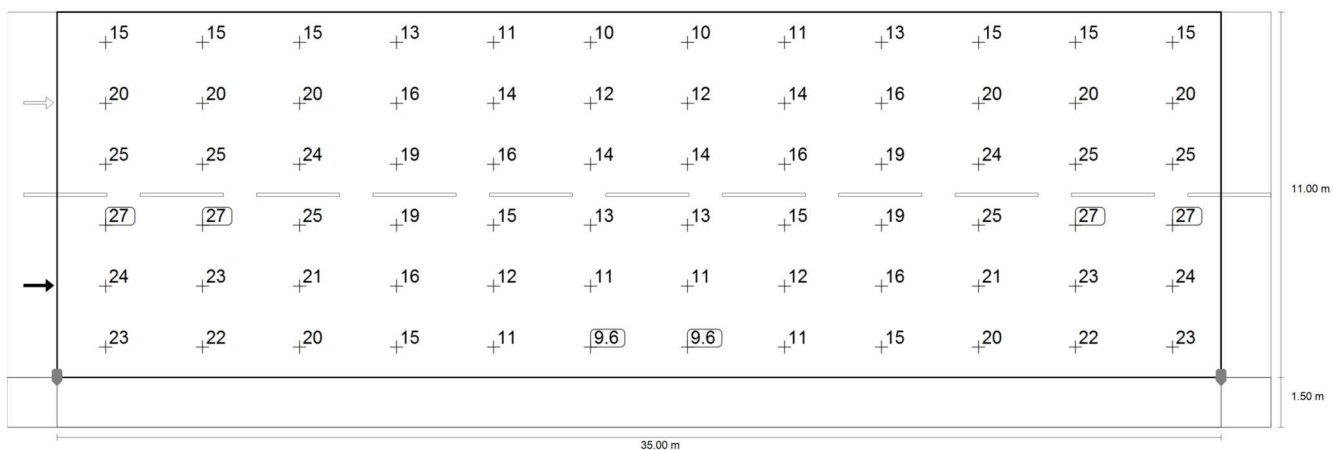 15 15 15 13 11 10 10 11 13 15 15 15
20 20 20 16 14 12 12 14 16 20 20 20
25 25 24 19 16 14 14 16 19 24 25 25
11.00 m
27 27 25 19 15 13 13 15 19 25 27 27
24 23 21 16 12 11 11 12 16 21 23 24
23 22 20 15 11 9.6 9.6 11 15 20 22 23
1.50 m
35.00 m